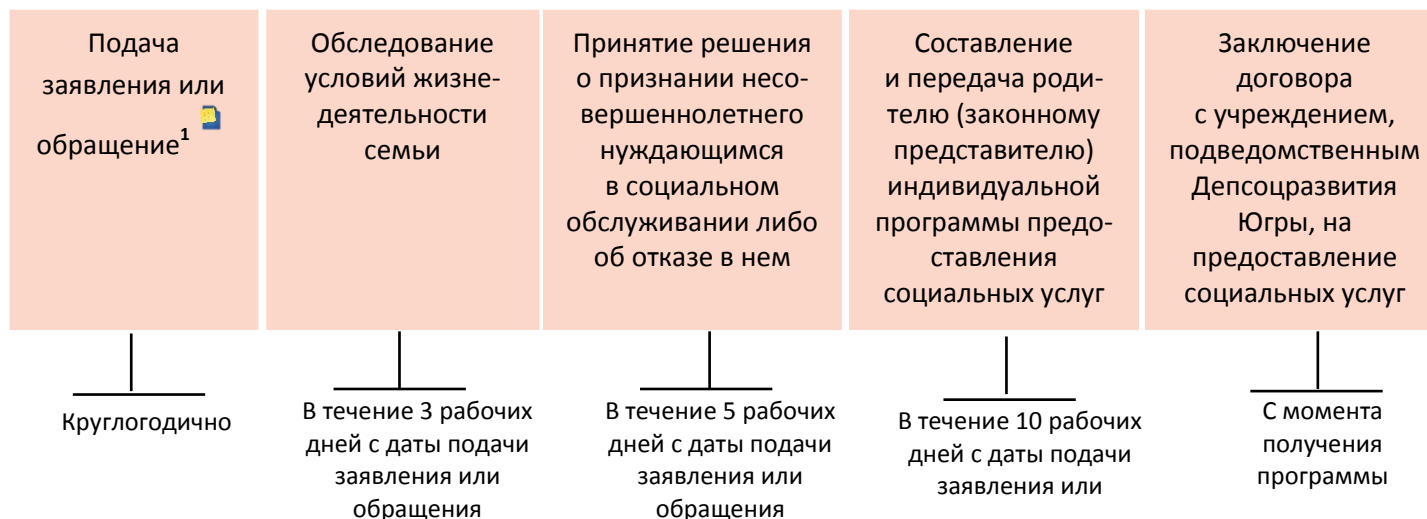 Подача
заявления или
обращение¹
Обследование
условий жизне-
деятельности
семьи
Принятие решения
о признании несо-
вершеннолетнего
нуждающимся
в социальном
обслуживании либо
об отказе в нем
Составление
и передача роди-
телю (законному
представителю)
индивидуальной
программы предо-
ставления
социальных услуг
Заключение
договора
с учреждением,
подведомственным
Депсоцразвития
Югры, на
предоставление
социальных услуг
Круглогодично
В течение 3 рабочих
дней с даты подачи
заявления или
обращения
В течение 5 рабочих
дней с даты подачи
заявления или
обращения
В течение 10 рабочих
дней с даты подачи
заявления или
С момента
получения
программы